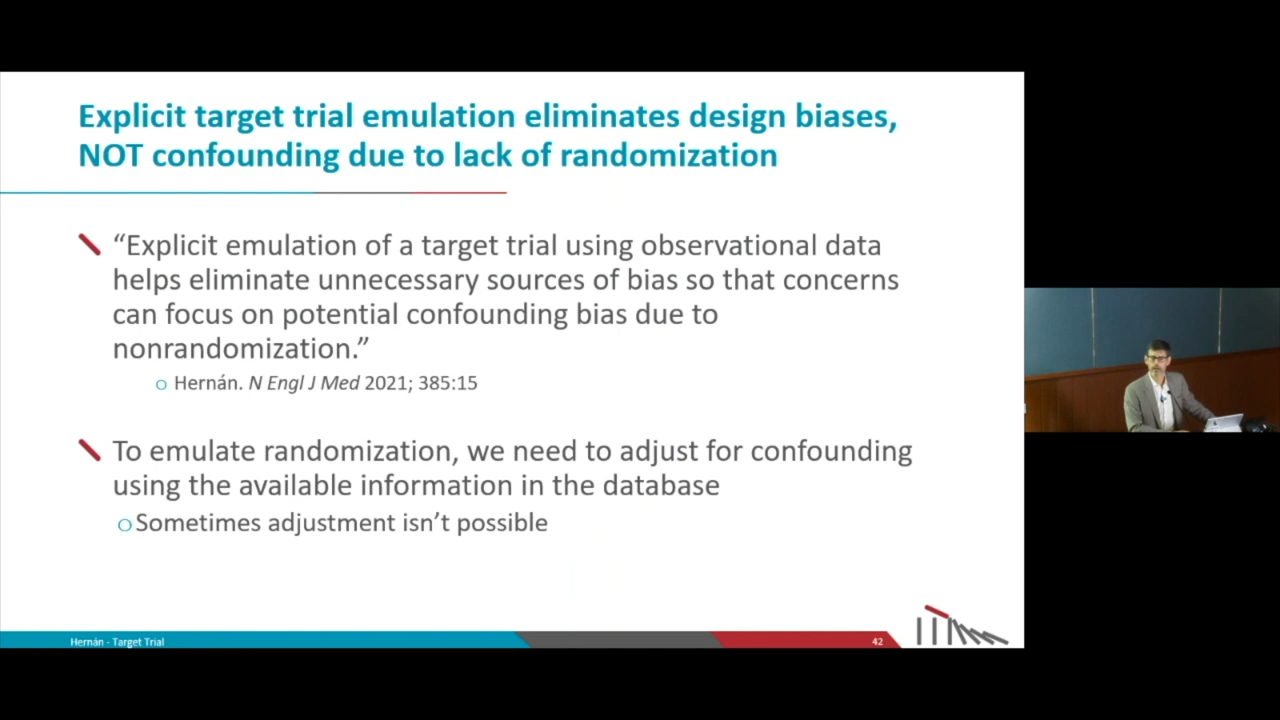 Explicit target trial emulation eliminates design biases,
NOT confounding due to lack of randomization
“Explicit emulation of a target trial using observational data
helps eliminate unnecessary sources of bias so that concerns
can focus on potential confounding bias due to
nonrandomization.”
o Hernán. N Engl J Med 2021; 385:15
To emulate randomization, we need to adjust for confounding
using the available information in the database
o Sometimes adjustment isn’t possible
Hernán - Target Trial
42